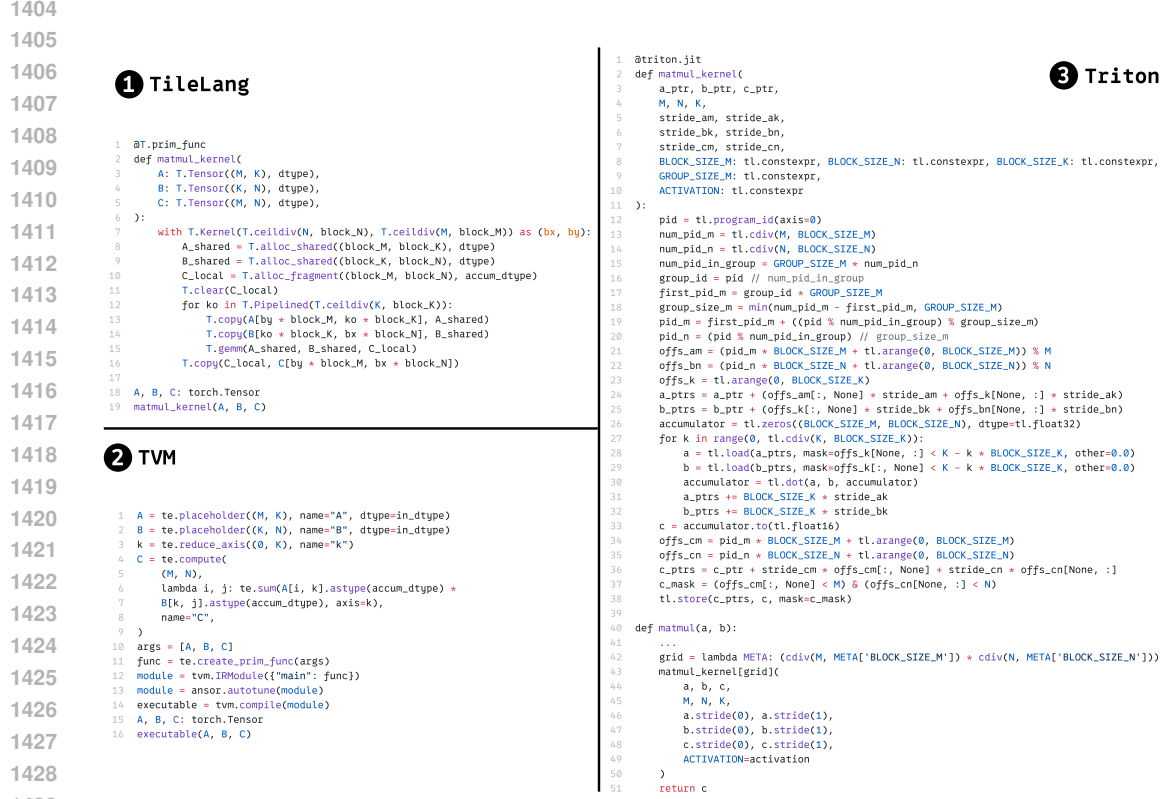 1404
1405
1406
1407
1408
1409
1410
1411
1412
1413
1414
1415
1416
1417
1418
1419
1420
1421
1422
1423
1424
1425
1426
1427
1428
1 TileLang
1 @T.prim_func
2 def matmul_kernel(
3 A: T.Tensor((M, K), dtype),
4 B: T.Tensor((K, N), dtype),
5 C: T.Tensor((M, N), dtype),
6 ):
7 with T.Kernel(T.ceildiv(N, block_N), T.ceildiv(M, block_M)) as (bx, by):
8 A_shared = T.alloc_shared((block_M, block_K), dtype)
9 B_shared = T.alloc_shared((block_K, block_N), dtype)
10 C_local = T.alloc_fragment((block_M, block_N), accum_dtype)
11 T.clear(C_local)
12 for ko in T.Pipelined(T.ceildiv(K, block_K)):
13 T.copy(A[by * block_M, ko * block_K], A_shared)
14 T.copy(B[ko * block_K, bx * block_N], B_shared)
15 T.gemm(A_shared, B_shared, C_local)
16 T.copy(C_local, C[by * block_M, bx * block_N])
17
18 A, B, C: torch.Tensor
19 matmul_kernel(A, B, C)
2 TVM
1 A = te.placeholder((M, K), name="A", dtype=in_dtype)
2 B = te.placeholder((K, N), name="B", dtype=in_dtype)
3 k = te.reduce_axis((0, K), name="k")
4 C = te.compute(
5 (M, N),
6 lambda i, j: te.sum(A[i, k].astype(accum_dtype) *
7 B[k, j].astype(accum_dtype), axis=k),
8 name="C",
9 )
10 args = [A, B, C]
11 func = te.create_prim_func(args)
12 module = tvm.IRModule({"main": func})
13 module = ansor.autotune(module)
14 executable = tvm.compile(module)
15 A, B, C: torch.Tensor
16 executable(A, B, C)
3 Triton
1 @triton.jit
2 def matmul_kernel(
3 a_ptr, b_ptr, c_ptr,
4 M, N, K,
5 stride_am, stride_ak,
6 stride_bk, stride_bn,
7 stride_cm, stride_cn,
8 BLOCK_SIZE_M: tl.constexpr, BLOCK_SIZE_N: tl.constexpr, BLOCK_SIZE_K: tl.constexpr,
9 GROUP_SIZE_M: tl.constexpr,
10 ACTIVATION: tl.constexpr
11 ):
12 pid = tl.program_id(axis=0)
13 num_pid_m = tl.cdiv(M, BLOCK_SIZE_M)
14 num_pid_n = tl.cdiv(N, BLOCK_SIZE_N)
15 num_pid_in_group = GROUP_SIZE_M * num_pid_n
16 group_id = pid // num_pid_in_group
17 first_pid_m = group_id * GROUP_SIZE_M
18 group_size_m = min(num_pid_m - first_pid_m, GROUP_SIZE_M)
19 pid_m = first_pid_m + ((pid % num_pid_in_group) % group_size_m)
20 pid_n = (pid % num_pid_in_group) // group_size_m
21 offs_am = (pid_m * BLOCK_SIZE_M + tl.arange(0, BLOCK_SIZE_M)) % M
22 offs_bn = (pid_n * BLOCK_SIZE_N + tl.arange(0, BLOCK_SIZE_N)) % N
23 offs_k = tl.arange(0, BLOCK_SIZE_K)
24 a_ptrs = a_ptr + (offs_am[:, None] * stride_am + offs_k[None, :] * stride_ak)
25 b_ptrs = b_ptr + (offs_k[:, None] * stride_bk + offs_bn[None, :] * stride_bn)
26 accumulator = tl.zeros((BLOCK_SIZE_M, BLOCK_SIZE_N), dtype=tl.float32)
27 for k in range(0, tl.cdiv(K, BLOCK_SIZE_K)):
28 a = tl.load(a_ptrs, mask=offs_k[None, :] < K - k * BLOCK_SIZE_K, other=0.0)
29 b = tl.load(b_ptrs, mask=offs_k[:, None] < K - k * BLOCK_SIZE_K, other=0.0)
30 accumulator = tl.dot(a, b, accumulator)
31 a_ptrs += BLOCK_SIZE_K * stride_ak
32 b_ptrs += BLOCK_SIZE_K * stride_bk
33 c = accumulator.to(tl.float16)
34 offs_cm = pid_m * BLOCK_SIZE_M + tl.arange(0, BLOCK_SIZE_M)
35 offs_cn = pid_n * BLOCK_SIZE_N + tl.arange(0, BLOCK_SIZE_N)
36 c_ptrs = c_ptr + stride_cm * offs_cm[:, None] + stride_cn * offs_cn[None, :]
37 c_mask = (offs_cm[:, None] < M) & (offs_cn[None, :] < N)
38 tl.store(c_ptrs, c, mask=c_mask)
39
40 def matmul(a, b):
41 ...
42 grid = lambda META: (cdiv(M, META['BLOCK_SIZE_M']) * cdiv(N, META['BLOCK_SIZE_N']))
43 matmul_kernel[grid](
44 a, b, c,
45 M, N, K,
46 a.stride(0), a.stride(1),
47 b.stride(0), b.stride(1),
48 c.stride(0), c.stride(1),
49 ACTIVATION=activation
50 )
51 return c